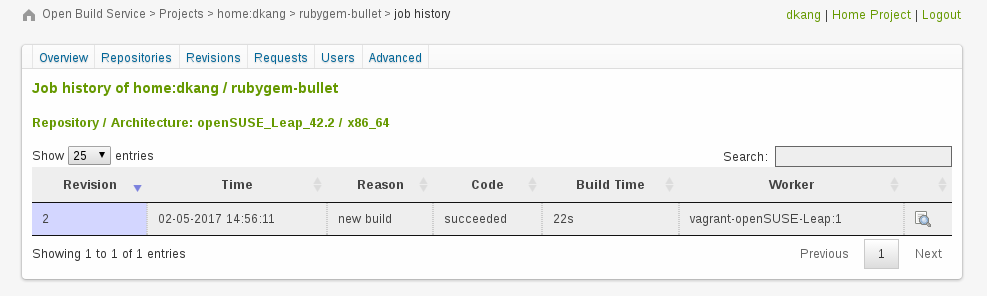 Open Build Service > Projects > home:dkang > rubygem-bullet > job history
dkang | Home Project | Logout
Overview Repositories Revisions Requests Users Advanced
Job history of home:dkang / rubygem-bullet
Repository / Architecture: openSUSE_Leap_42.2 / x86_64
Show 25 entries Search:
Revision Time Reason Code Build Time Worker
2 02-05-2017 14:56:11 new build succeeded 22s vagrant-openSUSE-Leap:1
Showing 1 to 1 of 1 entries Previous 1 Next